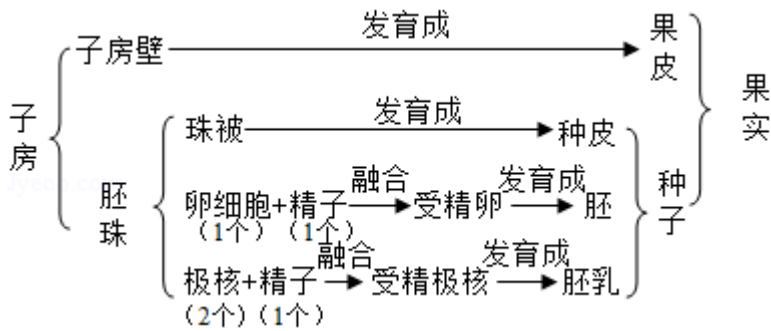 发育成
子房壁 果皮
子房 果实
珠被 发育成 种皮
胚珠 种子
卵细胞+精子 融合 受精卵 发育成 胚
（1个）（1个）
极核+精子 融合 受精极核 发育成 胚乳
（2个）（1个）